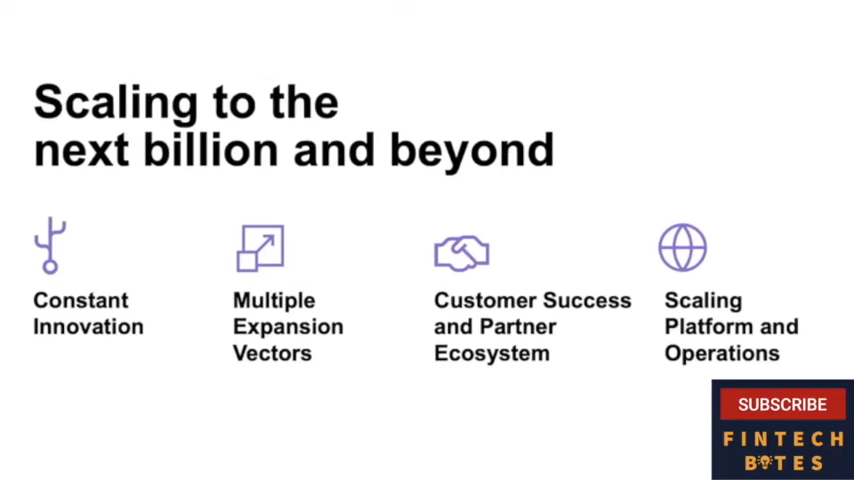 Scaling to the
next billion and beyond
Constant
Innovation
Multiple
Expansion
Vectors
Customer Success
and Partner
Ecosystem
Scaling
Platform and
Operations
SUBSCRIBE
FINTECH
BITES